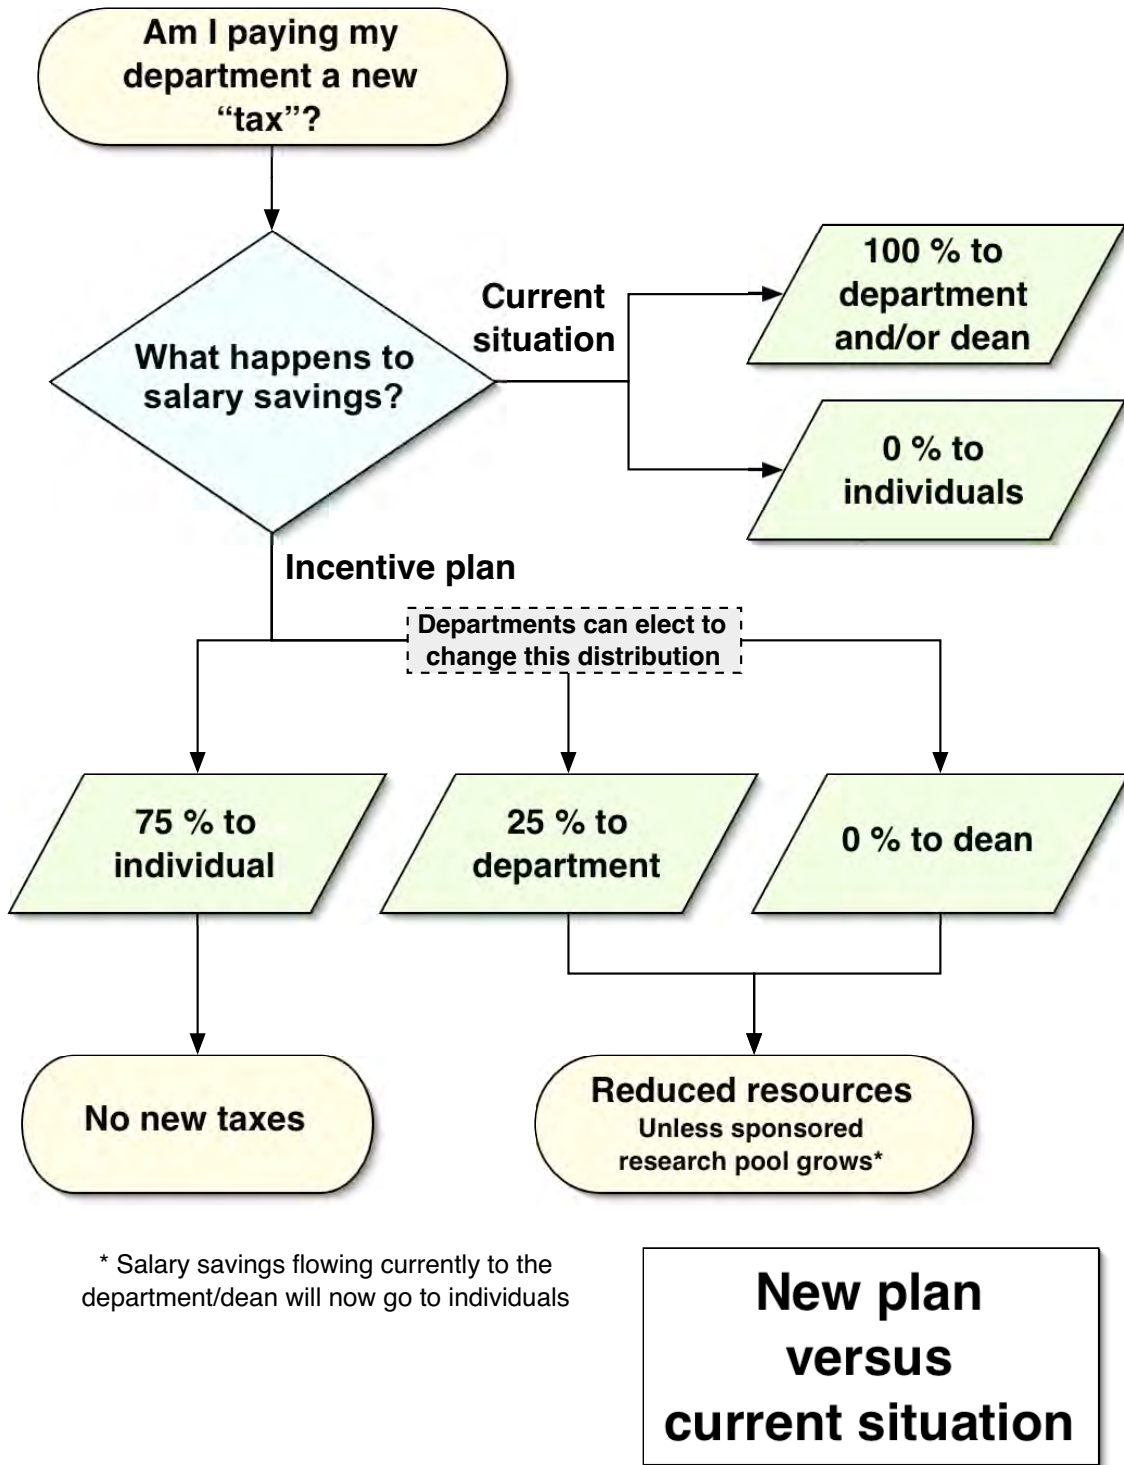 Am I paying my
department a new
“tax”?
What happens to
salary savings?
Current
situation
100 % to
department
and/or dean
0 % to
individuals
Incentive plan
Departments can elect to
change this distribution
75 % to
individual
25 % to
department
0 % to dean
No new taxes
Reduced resources
Unless sponsored
research pool grows*
* Salary savings flowing currently to the
department/dean will now go to individuals
New plan
versus
current situation